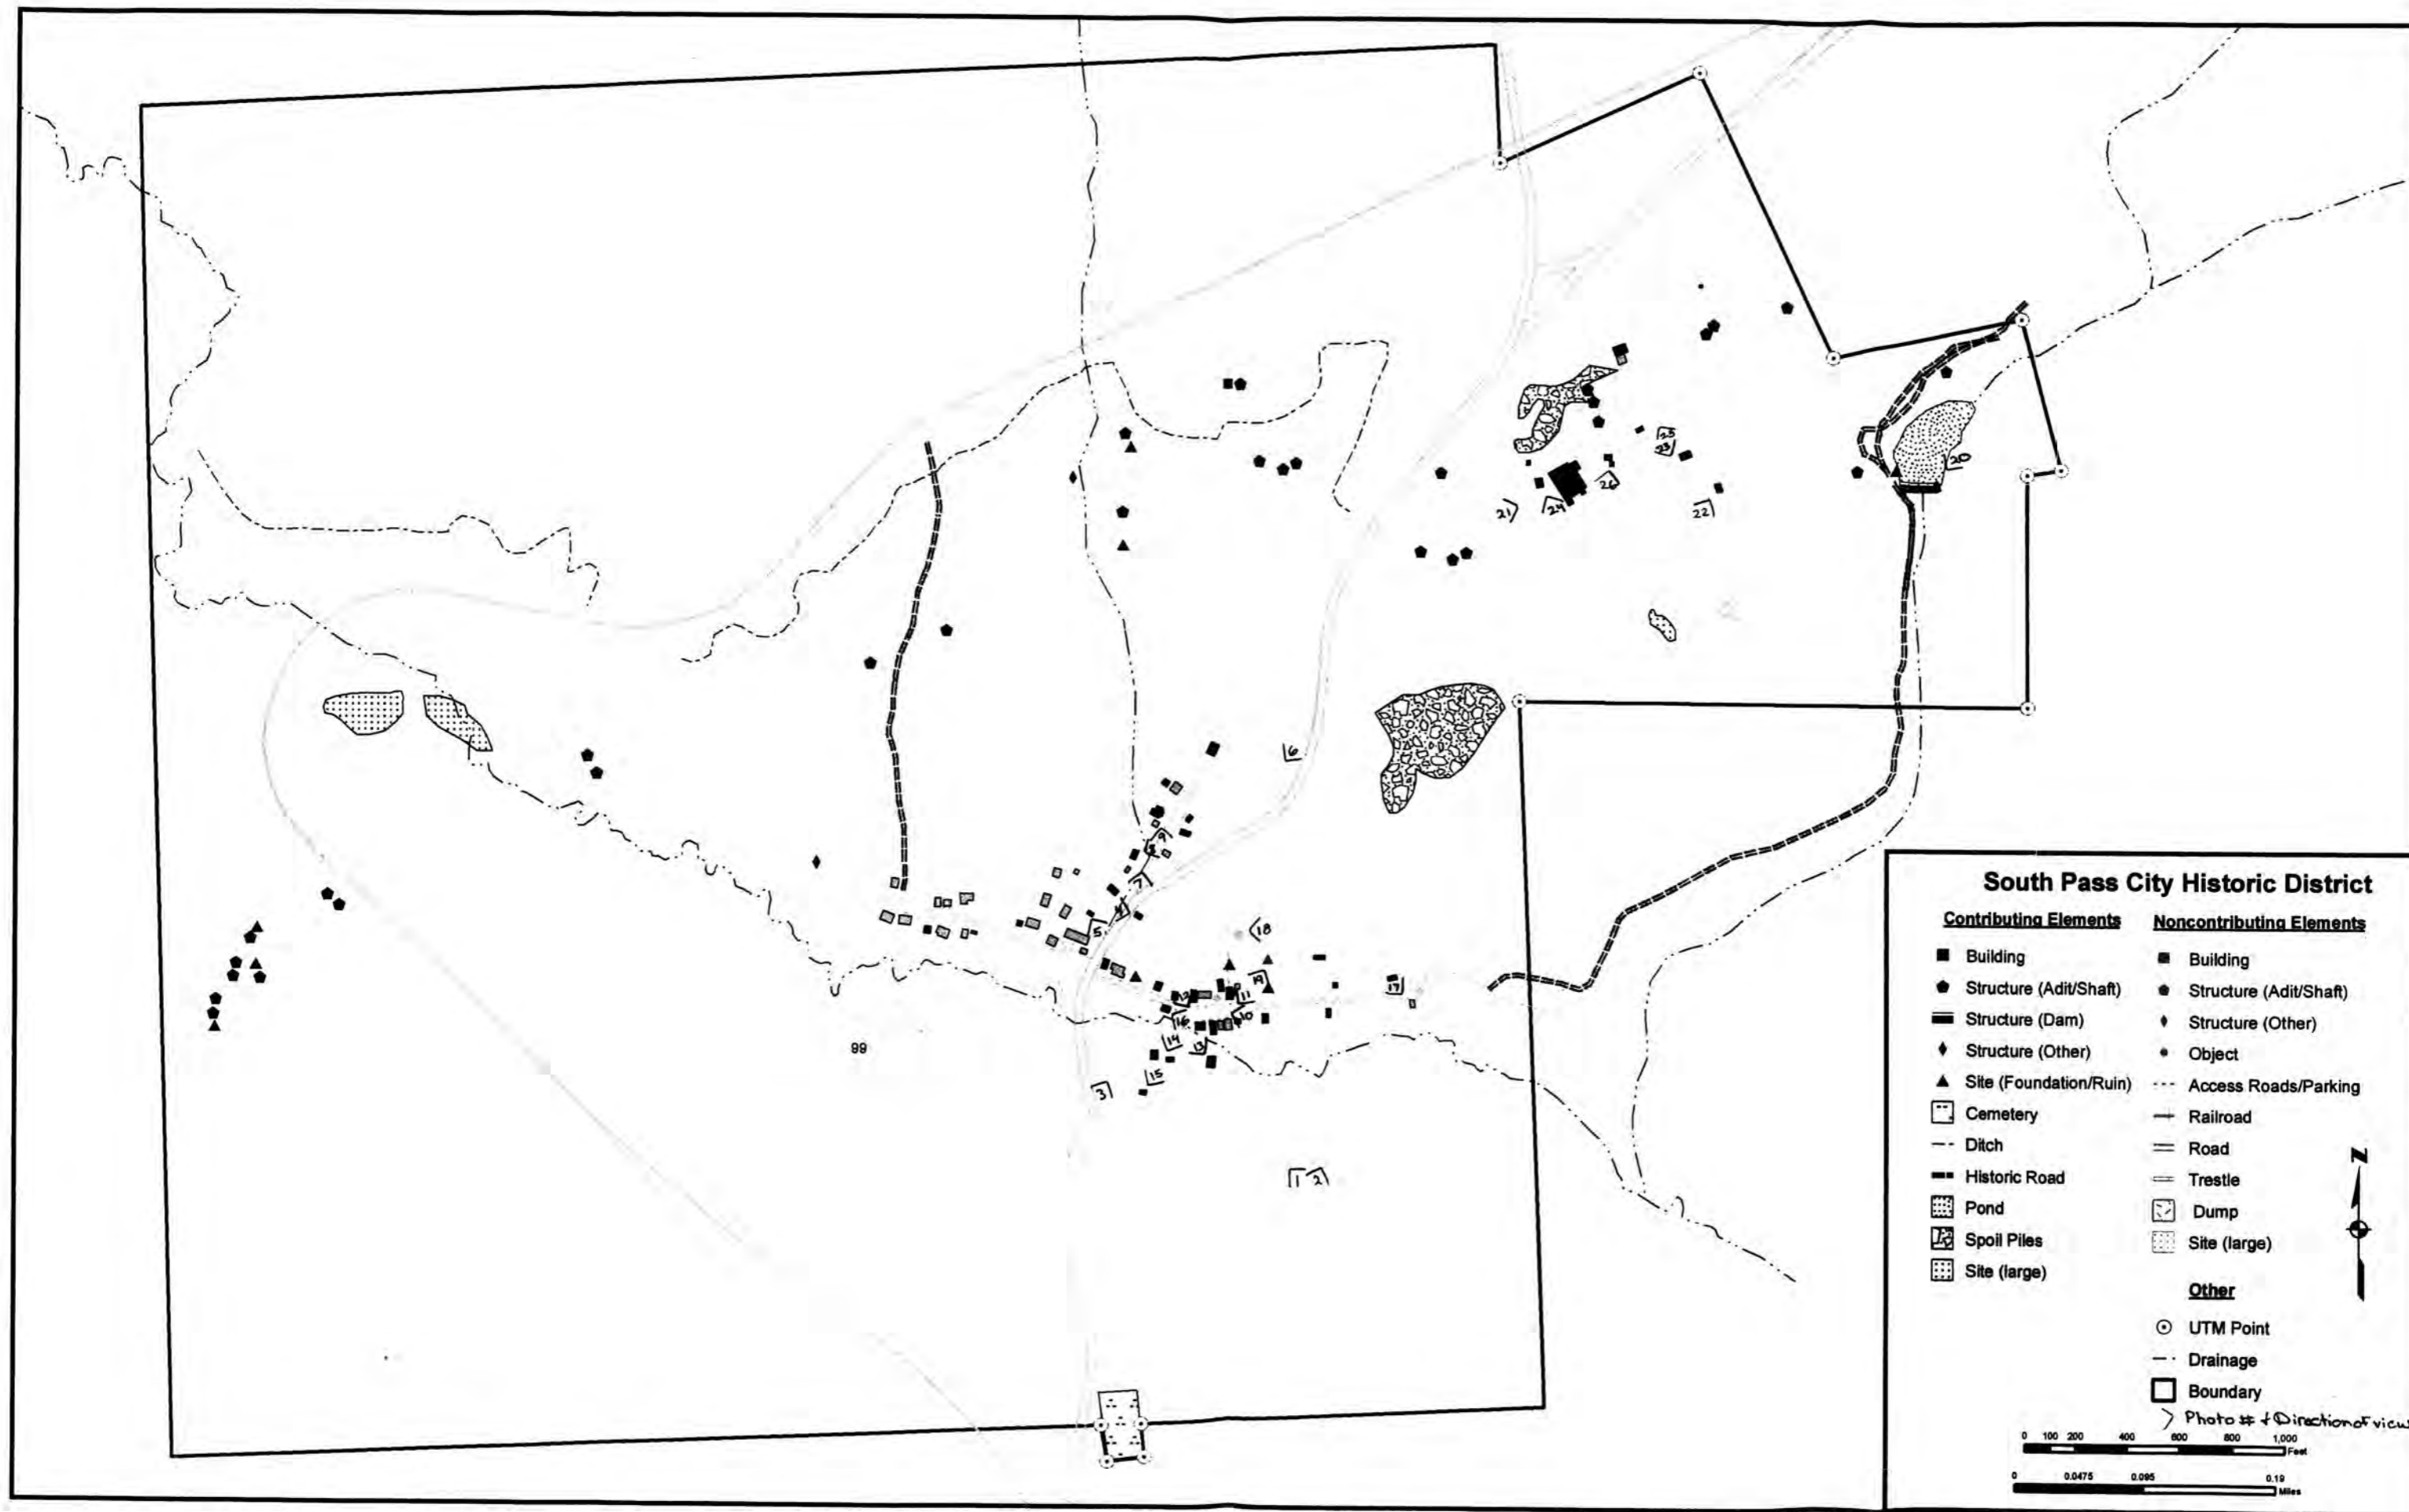 25
23
20
26
21
24
22
6
9
8
7
4
5
18
19
12
11
17
16
10
14
13
99
15
3
1 2
South Pass City Historic District
Contributing Elements
Building
Structure (Adit/Shaft)
Structure (Dam)
Structure (Other)
Site (Foundation/Ruin)
Cemetery
Ditch
Historic Road
Pond
Spoil Piles
Site (large)
Noncontributing Elements
Building
Structure (Adit/Shaft)
Structure (Other)
Object
Access Roads/Parking
Railroad
Road
Trestle
Dump
Site (large)
Other
UTM Point
Drainage
Boundary
Photo # + Direction of view
N
0 100 200 400 600 800 1,000
Feet
0 0.0475 0.095 0.19
Miles